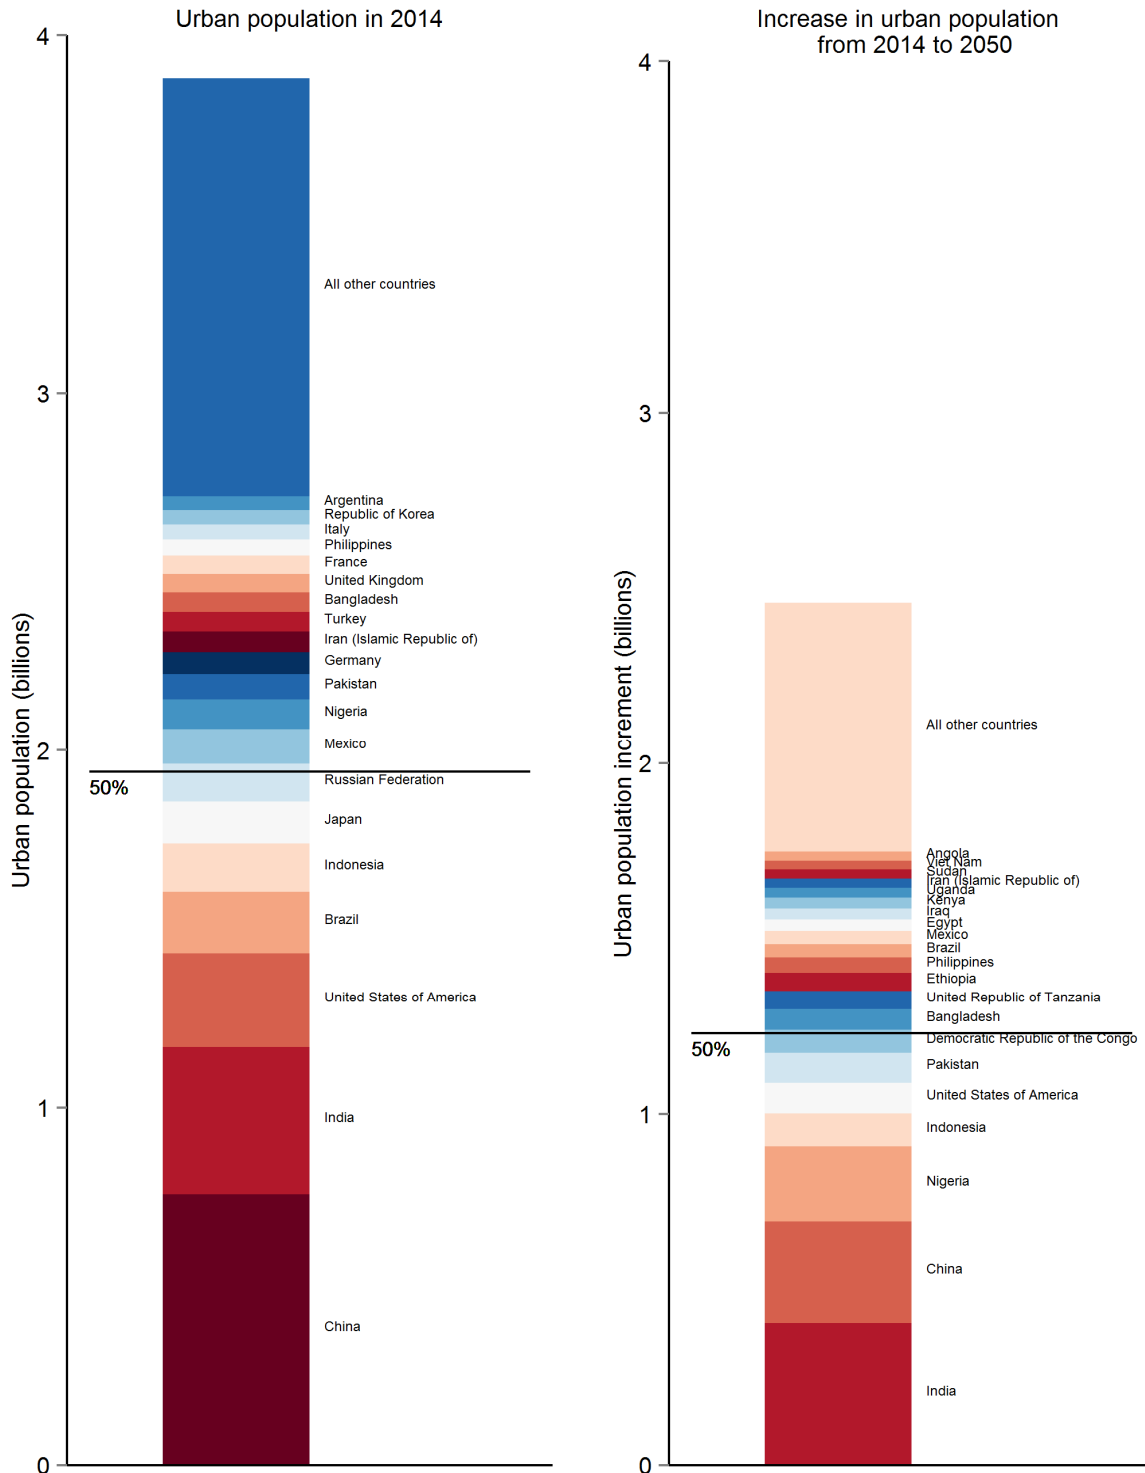 Urban population in 2014
4
3
2
1
0
Urban population (billions)
All other countries
Argentina
Republic of Korea
Italy
Philippines
France
United Kingdom
Bangladesh
Turkey
Iran (Islamic Republic of)
Germany
Pakistan
Nigeria
Mexico
Russian Federation
50%
Japan
Indonesia
Brazil
United States of America
India
China
Increase in urban population
from 2014 to 2050
4
3
2
1
0
Urban population increment (billions)
All other countries
Angola
Viet Nam
Sudan
Iran (Islamic Republic of)
Uganda
Kenya
Iraq
Egypt
Mexico
Brazil
Philippines
Ethiopia
United Republic of Tanzania
Bangladesh
Democratic Republic of the Congo
50%
Pakistan
United States of America
Indonesia
Nigeria
China
India